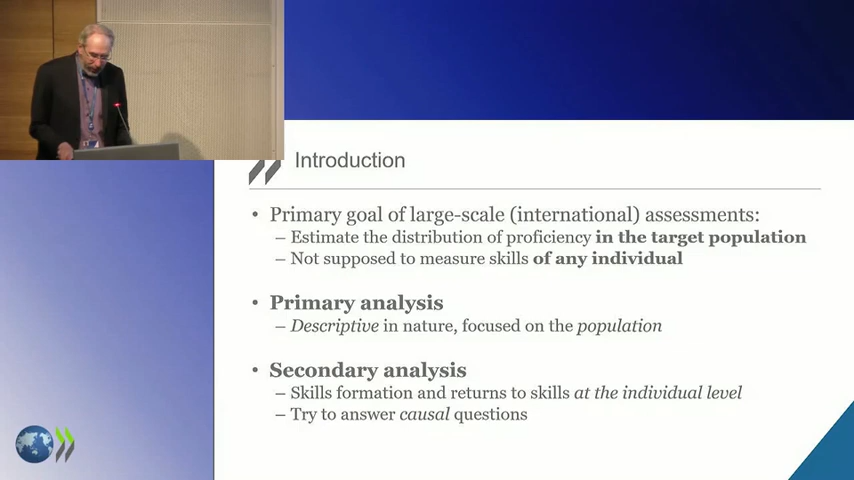 Introduction
• Primary goal of large-scale (international) assessments:
– Estimate the distribution of proficiency in the target population
– Not supposed to measure skills of any individual
• Primary analysis
– Descriptive in nature, focused on the population
• Secondary analysis
– Skills formation and returns to skills at the individual level
– Try to answer causal questions